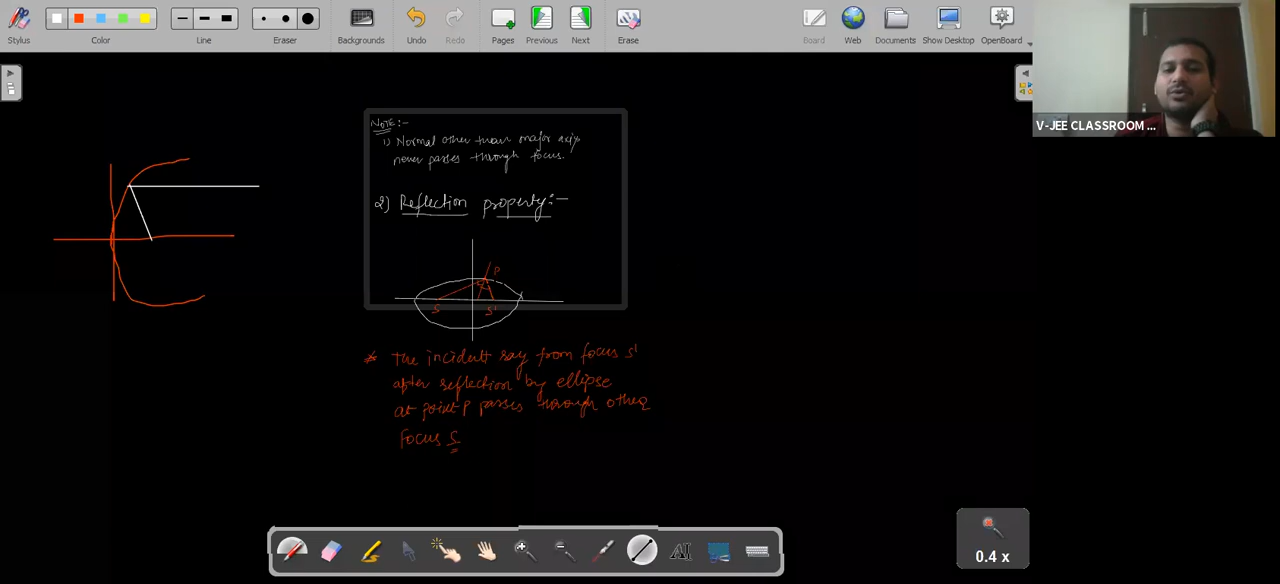 Stylus
Color
Line
Eraser
Backgrounds
Undo
Redo
Pages
Previous
Next
Erase
Board
Web
Documents
Show Desktop
OpenBoard
V-JEE CLASSROOM ...
NOTE:-
1) Normal other than major axis
never passes through focus.
2) Reflection property:-
P
S
S'
* The incident ray from focus S'
after reflection by ellipse
at point P passes through other
focus S
AI
0.4 x